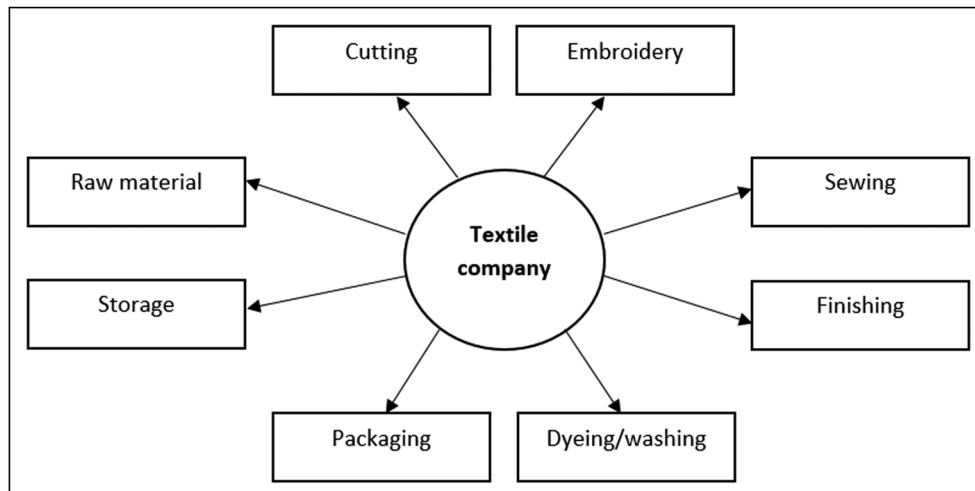 Cutting
Embroidery
Raw material
Sewing
Textile
company
Storage
Finishing
Packaging
Dyeing/washing